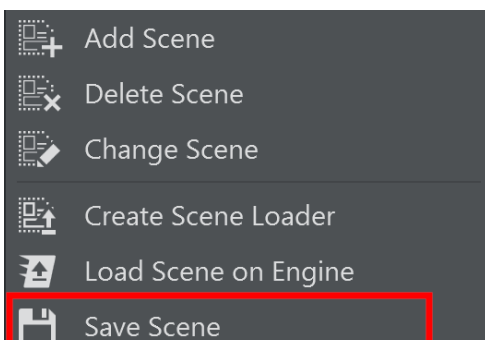 Add Scene
Delete Scene
Change Scene
Create Scene Loader
Load Scene on Engine
Save Scene